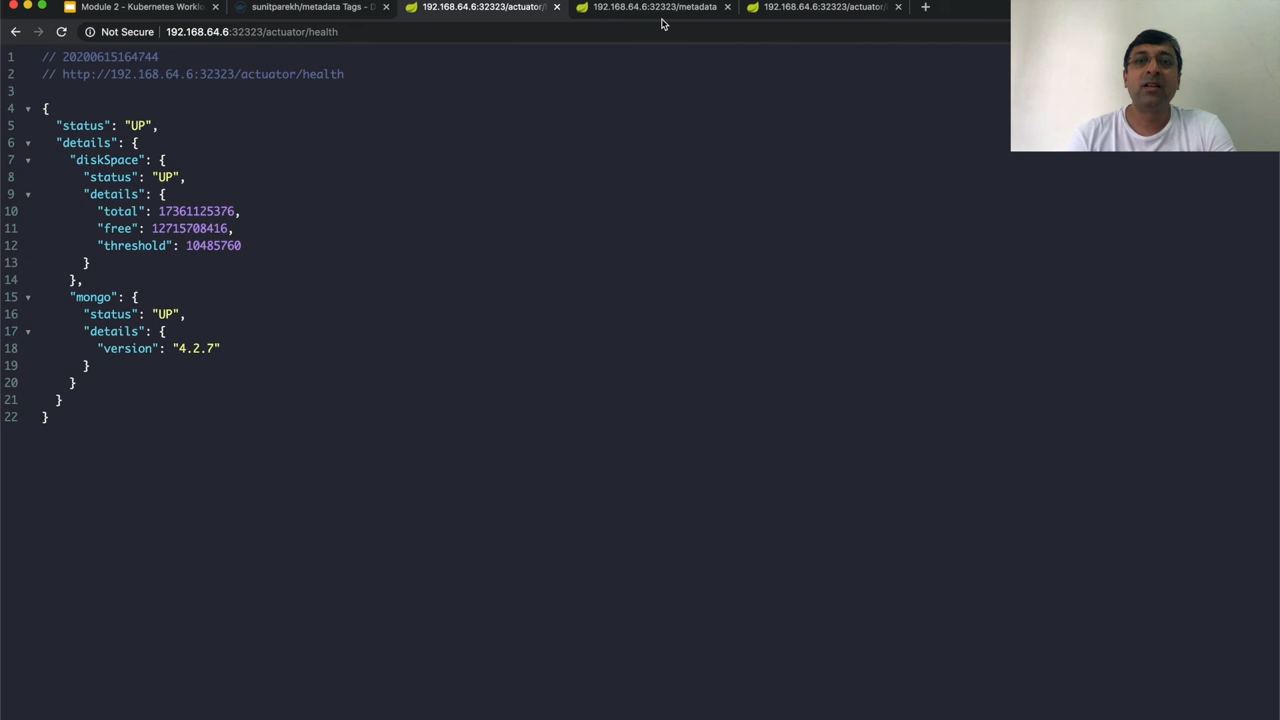 Module 2 - Kubernetes Worklo
sunitparekh/metadata Tags - D
192.168.64.6:32323/actuator/
192.168.64.6:32323/metadata
192.168.64.6:32323/actuator/
Not Secure
192.168.64.6:32323/actuator/health
1 // 20200615164744
2 // http://192.168.64.6:32323/actuator/health
3
4 {
5 "status": "UP",
6 "details": {
7 "diskSpace": {
8 "status": "UP",
9 "details": {
10 "total": 17361125376,
11 "free": 12715708416,
12 "threshold": 10485760
13 }
14 },
15 "mongo": {
16 "status": "UP",
17 "details": {
18 "version": "4.2.7"
19 }
20 }
21 }
22 }